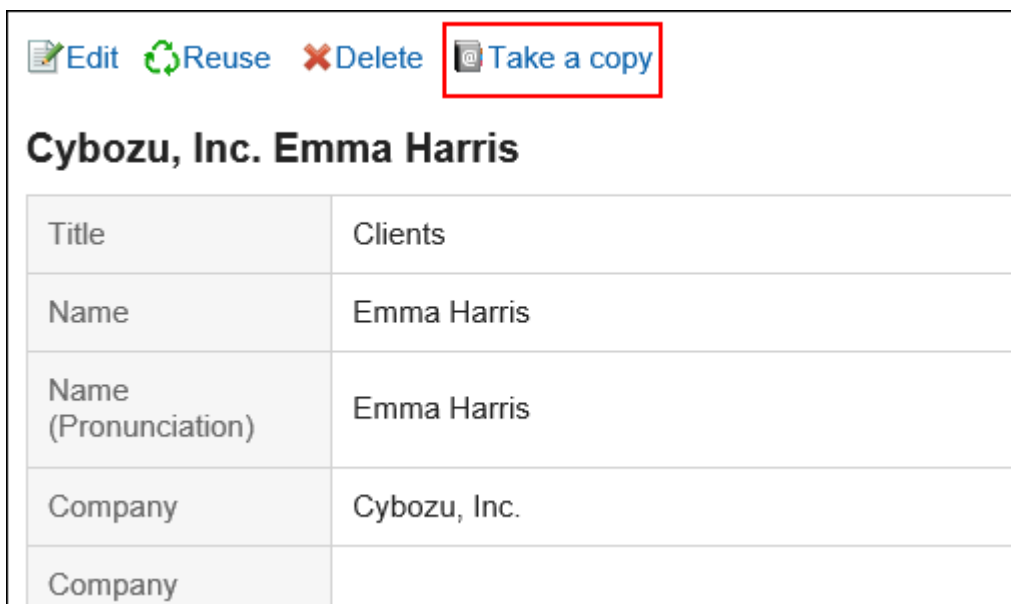 Edit Reuse Delete Take a copy
Cybozu, Inc. Emma Harris
Title Clients
Name Emma Harris
Name
(Pronunciation) Emma Harris
Company Cybozu, Inc.
Company